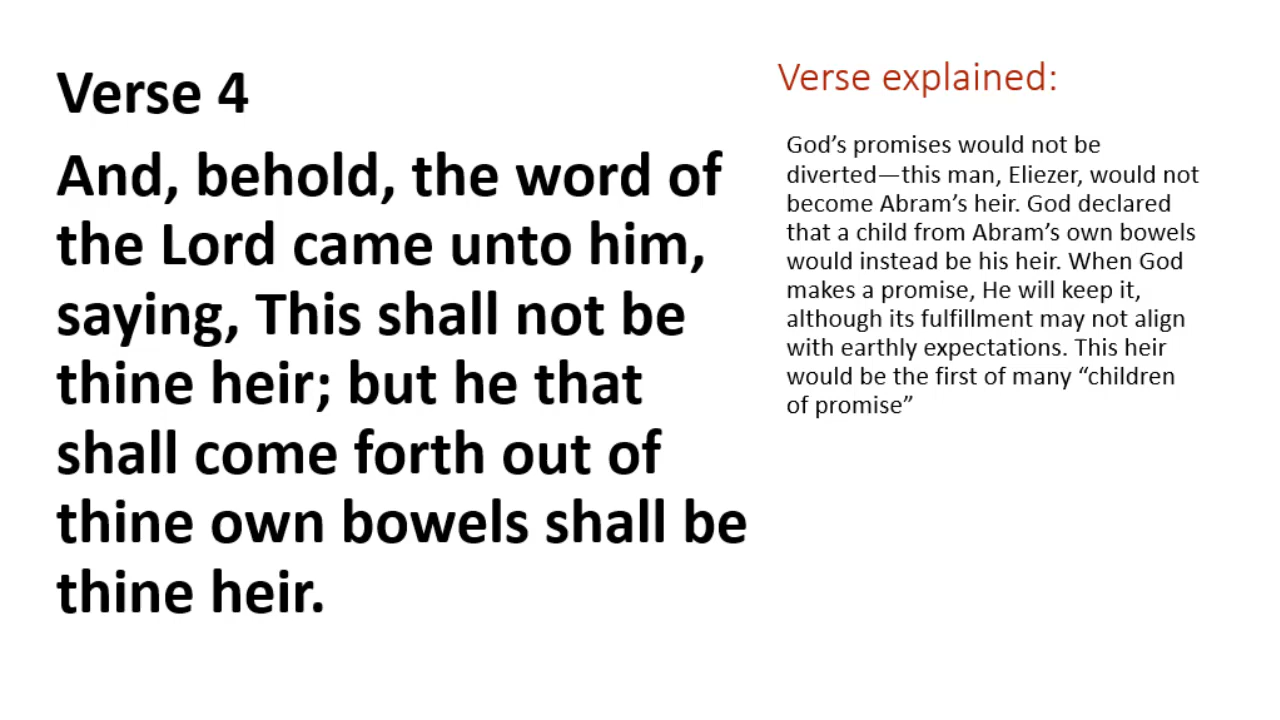 Verse 4
And, behold, the word of
the Lord came unto him,
saying, This shall not be
thine heir; but he that
shall come forth out of
thine own bowels shall be
thine heir.
Verse explained:
God’s promises would not be
diverted—this man, Eliezer, would not
become Abram’s heir. God declared
that a child from Abram’s own bowels
would instead be his heir. When God
makes a promise, He will keep it,
although its fulfillment may not align
with earthly expectations. This heir
would be the first of many “children
of promise”